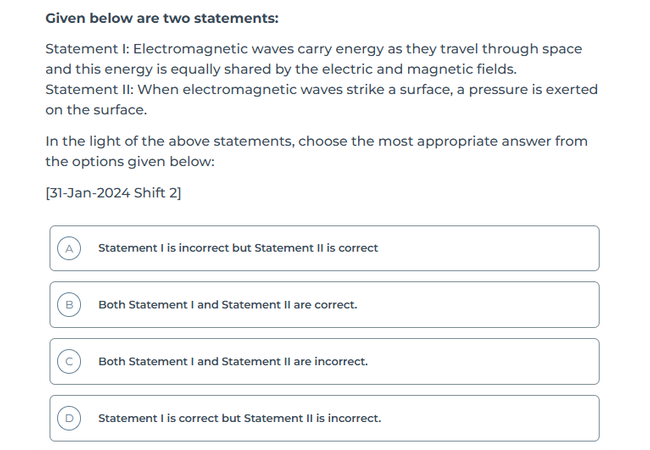 Given below are two statements:
Statement I: Electromagnetic waves carry energy as they travel through space
and this energy is equally shared by the electric and magnetic fields.
Statement II: When electromagnetic waves strike a surface, a pressure is exerted
on the surface.
In the light of the above statements, choose the most appropriate answer from
the options given below:
[31-Jan-2024 Shift 2]
A Statement I is incorrect but Statement II is correct
B Both Statement I and Statement II are correct.
C Both Statement I and Statement II are incorrect.
D Statement I is correct but Statement II is incorrect.